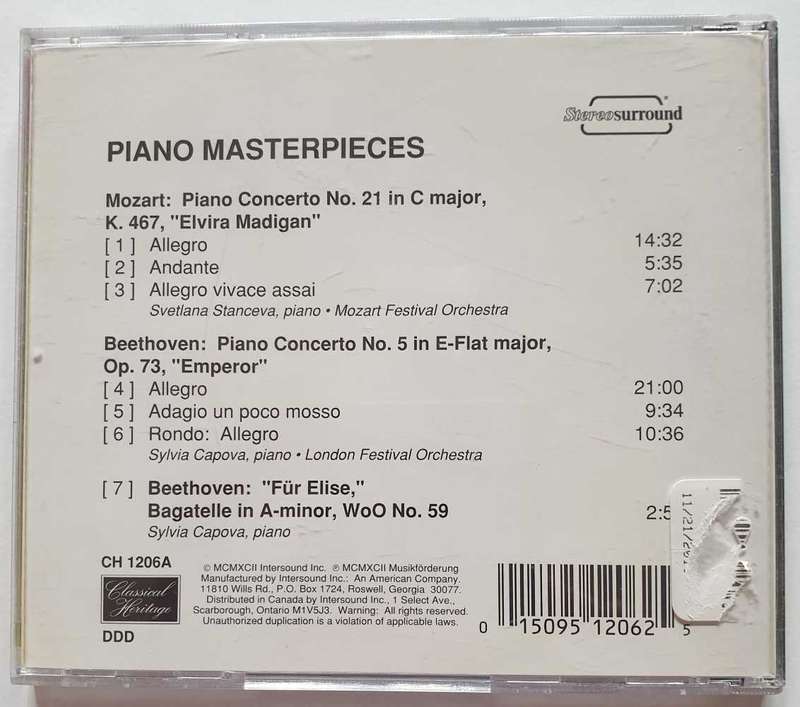 Stereosurround
PIANO MASTERPIECES
Mozart: Piano Concerto No. 21 in C major,
K. 467, "Elvira Madigan"
[ 1 ] Allegro 14:32
[ 2 ] Andante 5:35
[ 3 ] Allegro vivace assai 7:02
Svetlana Stanceva, piano • Mozart Festival Orchestra
Beethoven: Piano Concerto No. 5 in E-Flat major,
Op. 73, "Emperor"
[ 4 ] Allegro 21:00
[ 5 ] Adagio un poco mosso 9:34
[ 6 ] Rondo: Allegro 10:36
Sylvia Capova, piano • London Festival Orchestra
[ 7 ] Beethoven: "Für Elise,"
Bagatelle in A-minor, WoO No. 59
Sylvia Capova, piano
CH 1206A
Classical
Heritage
DDD
© MCMXCII Intersound Inc. ℗ MCMXCII Musikförderung
Manufactured by Intersound Inc.: An American Company.
11810 Wills Rd., P.O. Box 1724, Roswell, Georgia 30077.
Distributed in Canada by Intersound Inc., 1 Select Ave.,
Scarborough, Ontario M1V5J3. Warning: All rights reserved.
Unauthorized duplication is a violation of applicable laws.
0 15095 12062 5